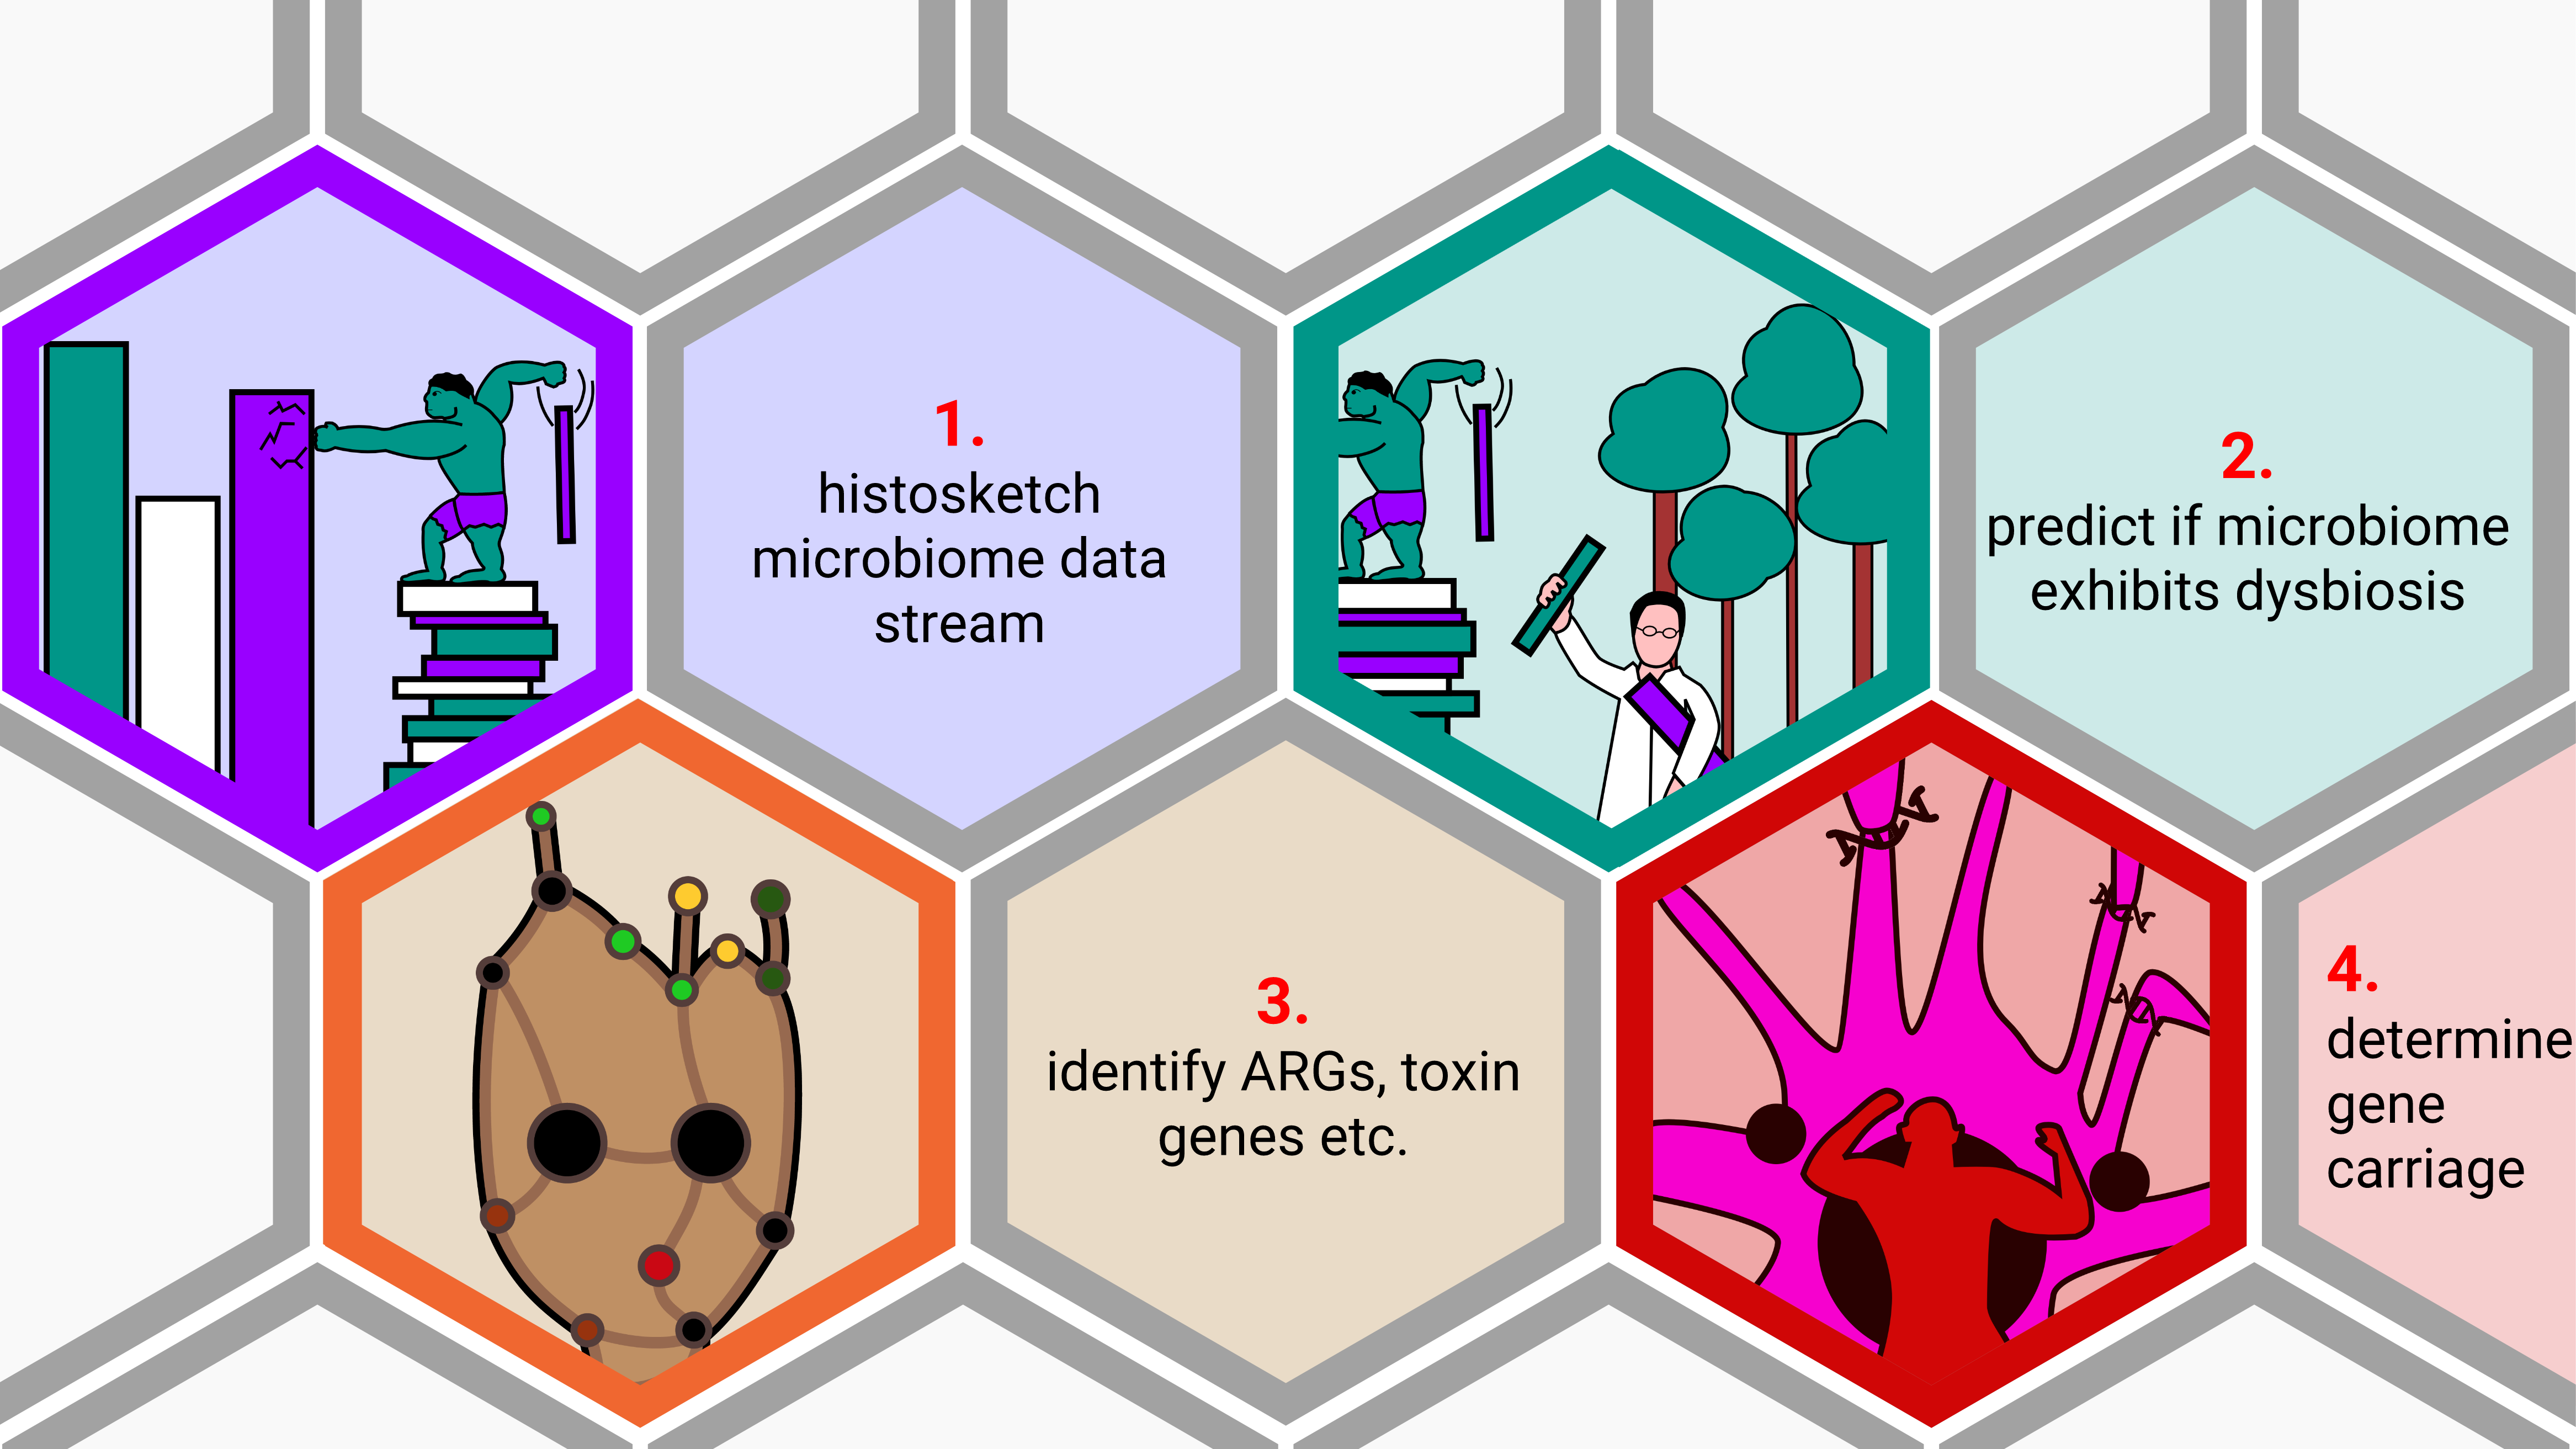 1.
histosketch
microbiome data
stream
2.
predict if microbiome
exhibits dysbiosis
3.
identify ARGs, toxin
genes etc.
4.
determine
gene
carriage